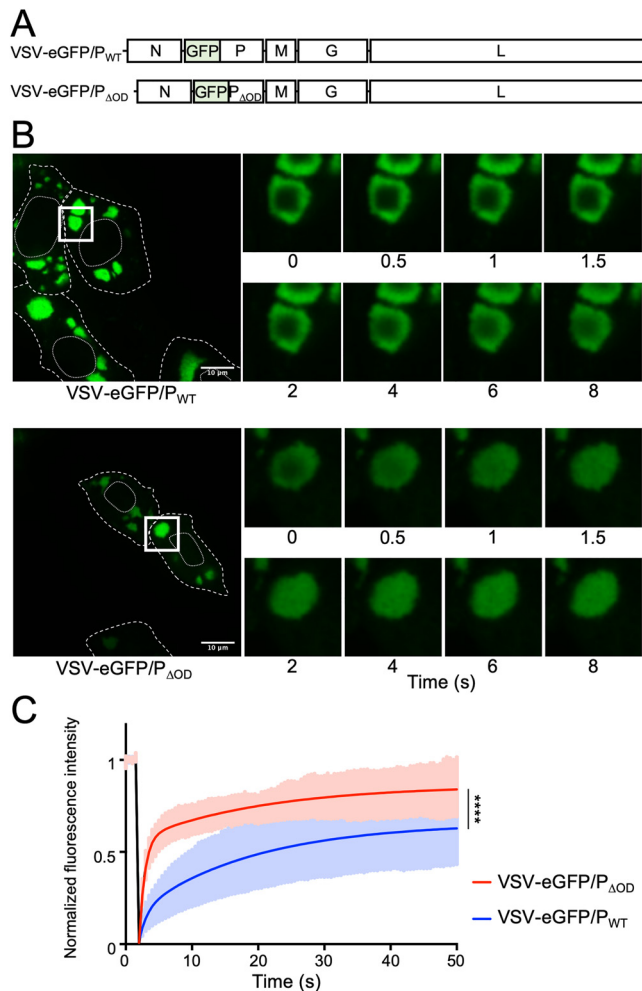 A
VSV-eGFP/PWT N GFP P M G L
VSV-eGFP/PΔOD N GFP PΔOD M G L
B
0 0.5 1 1.5
10 µm
2 4 6 8
VSV-eGFP/PWT
0 0.5 1 1.5
10 µm
2 4 6 8
VSV-eGFP/PΔOD
Time (s)
C
Normalized fluorescence intensity
1
0.5
0
0 10 20 30 40 50
Time (s)
****
VSV-eGFP/PΔOD
VSV-eGFP/PWT